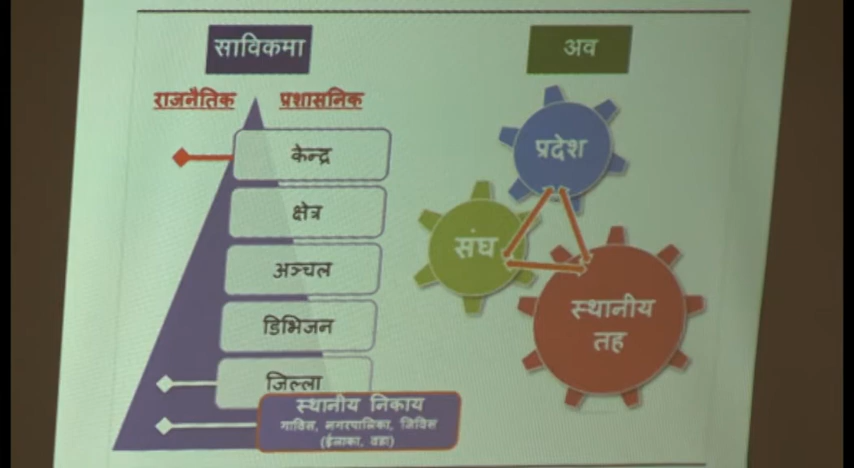 साविकमा
अव
राजनैतिक
प्रशासनिक
केन्द्र
क्षेत्र
अञ्चल
डिभिजन
जिल्ला
स्थानीय निकाय
गाविस, नगरपालिका, जिविस
(ईलाका, वडा)
प्रदेश
संघ
स्थानीय
तह